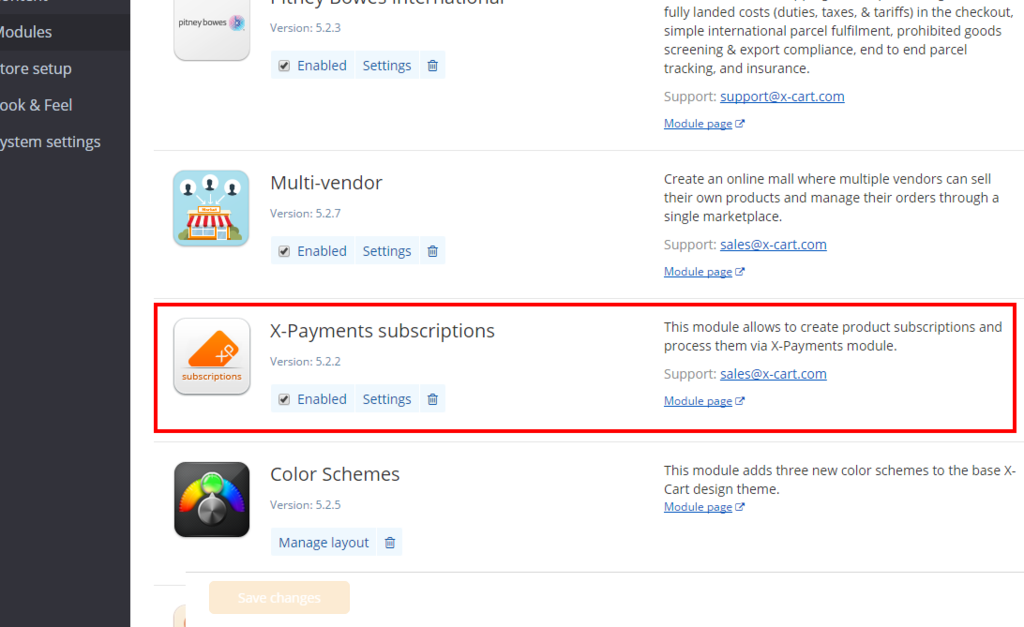 Modules
tore setup
ook & Feel
ystem settings
pitney bowes
Pitney Bowes International
Version: 5.2.3
Enabled Settings
fully landed costs (duties, taxes, & tariffs) in the checkout,
simple international parcel fulfilment, prohibited goods
screening & export compliance, end to end parcel
tracking, and insurance.
Support: support@x-cart.com
Module page
Multi-vendor
Version: 5.2.7
Enabled Settings
Create an online mall where multiple vendors can sell
their own products and manage their orders through a
single marketplace.
Support: sales@x-cart.com
Module page
XP
subscriptions
X-Payments subscriptions
Version: 5.2.2
Enabled Settings
This module allows to create product subscriptions and
process them via X-Payments module.
Support: sales@x-cart.com
Module page
Color Schemes
Version: 5.2.5
Manage layout
This module adds three new color schemes to the base X-
Cart design theme.
Module page
Save changes